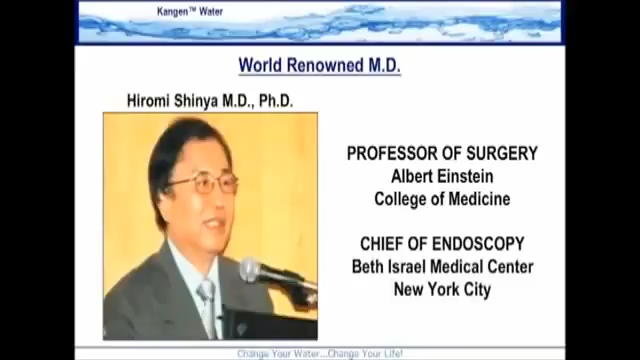 Kangen™ Water
World Renowned M.D.
Hiromi Shinya M.D., Ph.D.
PROFESSOR OF SURGERY
Albert Einstein
College of Medicine
CHIEF OF ENDOSCOPY
Beth Israel Medical Center
New York City
Change Your Water...Change Your Life!